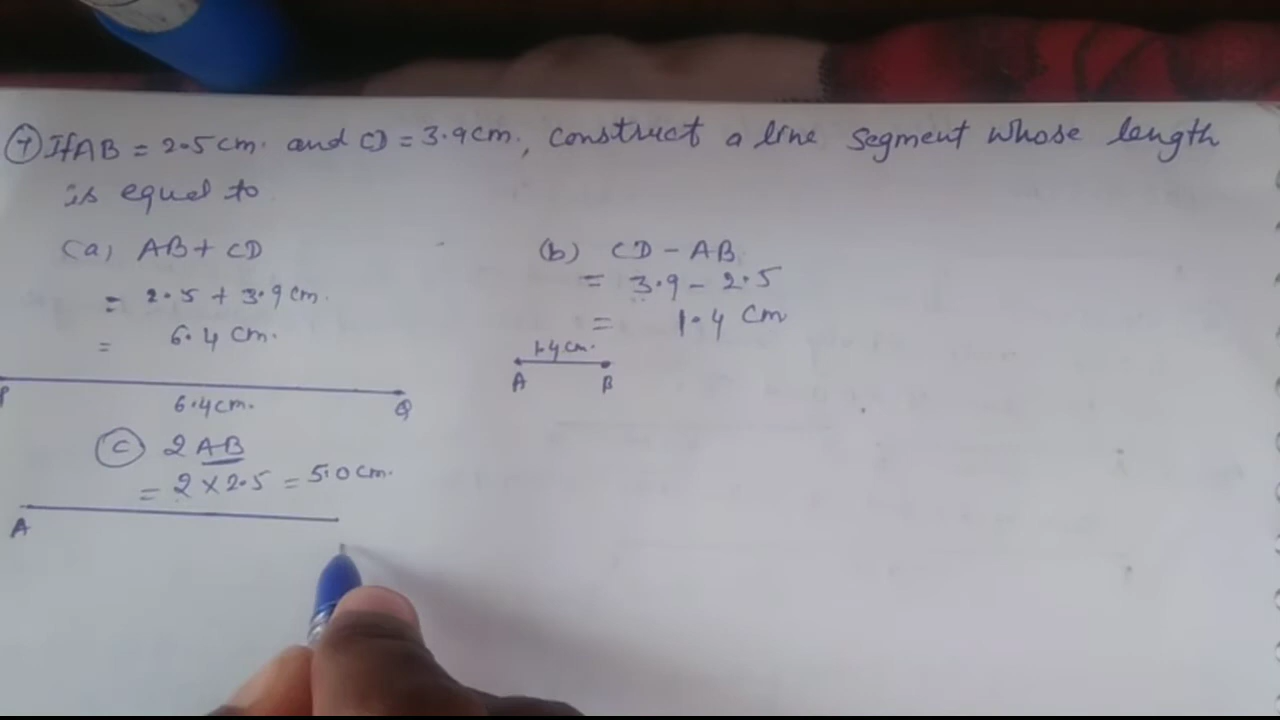 7 If AB = 2.5 cm. and CD = 3.9 cm., construct a line segment whose length
is equal to
(a) AB + CD
= 2.5 + 3.9 cm.
= 6.4 cm.
P Q
6.4 cm.
(b) CD - AB
= 3.9 - 2.5
= 1.4 cm
1.4 cm.
A B
(c) 2 AB
= 2 × 2.5 = 5.0 cm.
A